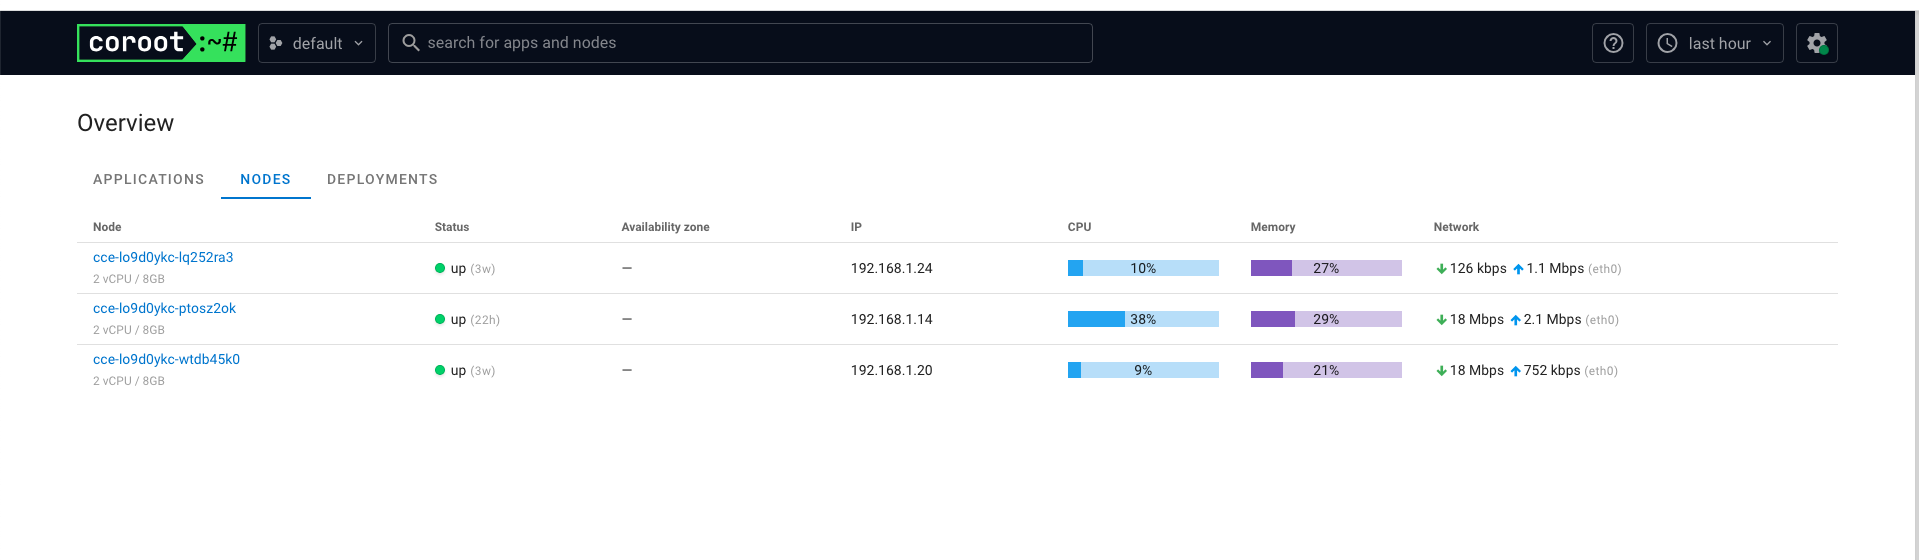 coroot:~# default search for apps and nodes last hour
Overview
APPLICATIONS NODES DEPLOYMENTS
Node Status Availability zone IP CPU Memory Network
cce-lo9d0ykc-lq252ra3
2 vCPU / 8GB
up (3w) — 192.168.1.24 10% 27% 126 kbps 1.1 Mbps (eth0)
cce-lo9d0ykc-ptosz2ok
2 vCPU / 8GB
up (22h) — 192.168.1.14 38% 29% 18 Mbps 2.1 Mbps (eth0)
cce-lo9d0ykc-wtdb45k0
2 vCPU / 8GB
up (3w) — 192.168.1.20 9% 21% 18 Mbps 752 kbps (eth0)